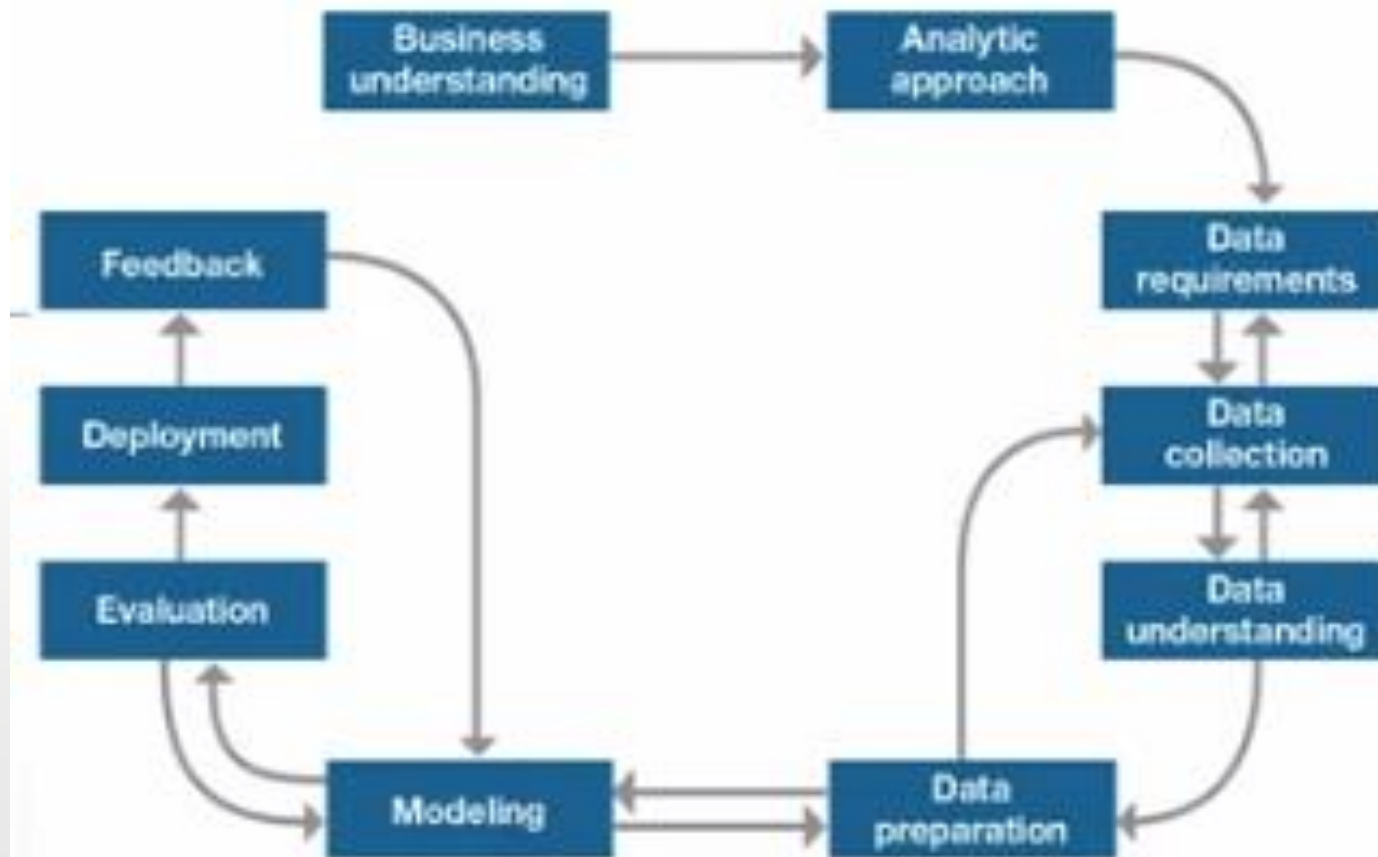 Business
understanding
Analytic
approach
Feedback
Data
requirements
Deployment
Data
collection
Evaluation
Data
understanding
Modeling
Data
preparation